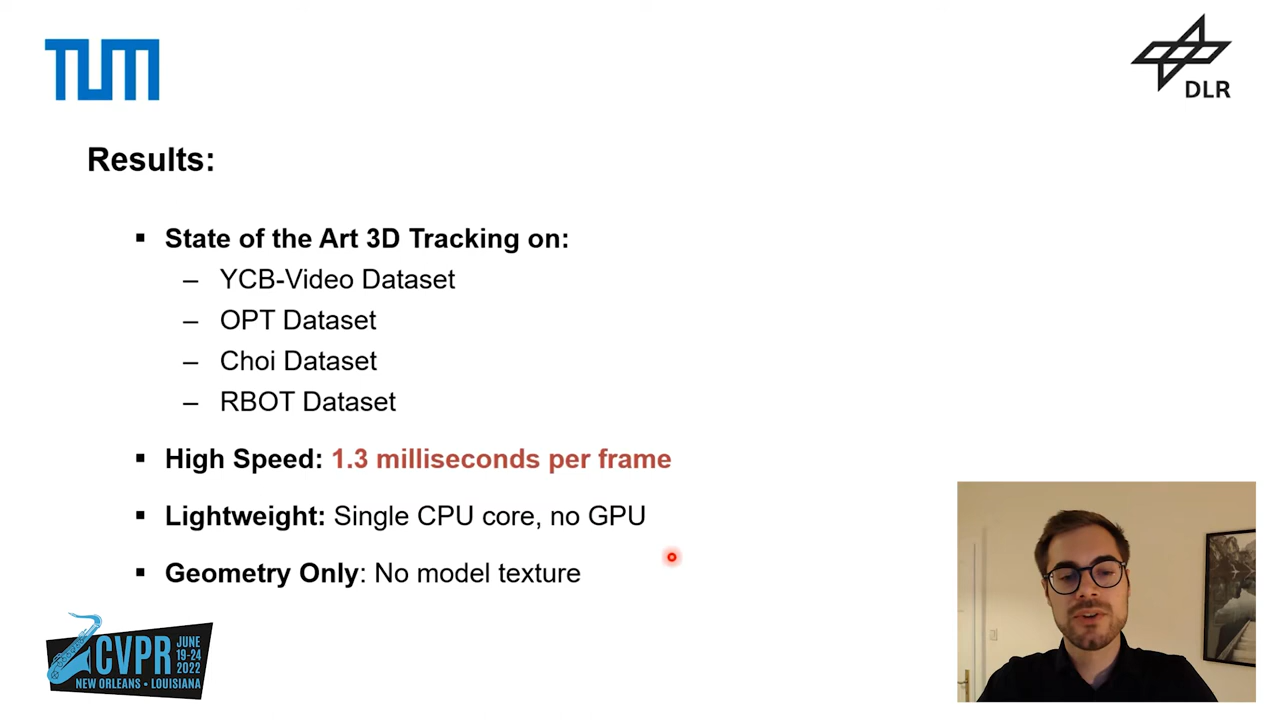 TUM
DLR
Results:
▪ State of the Art 3D Tracking on:
– YCB-Video Dataset
– OPT Dataset
– Choi Dataset
– RBOT Dataset
▪ High Speed: 1.3 milliseconds per frame
▪ Lightweight: Single CPU core, no GPU
▪ Geometry Only: No model texture
CVPR
JUNE
19-24
2022
NEW ORLEANS • LOUISIANA